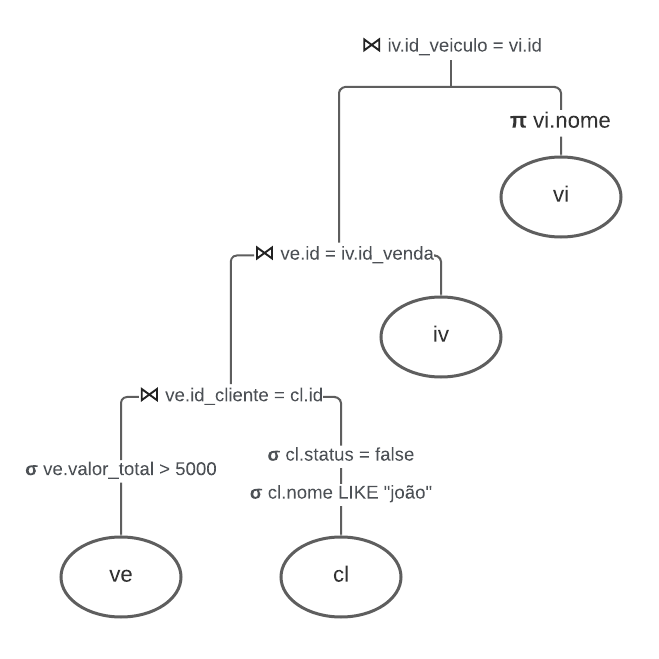 ⋈ iv.id_veiculo = vi.id
π vi.nome
vi
⋈ ve.id = iv.id_venda
iv
⋈ ve.id_cliente = cl.id
σ cl.status = false
σ ve.valor_total > 5000
σ cl.nome LIKE "joão"
ve
cl